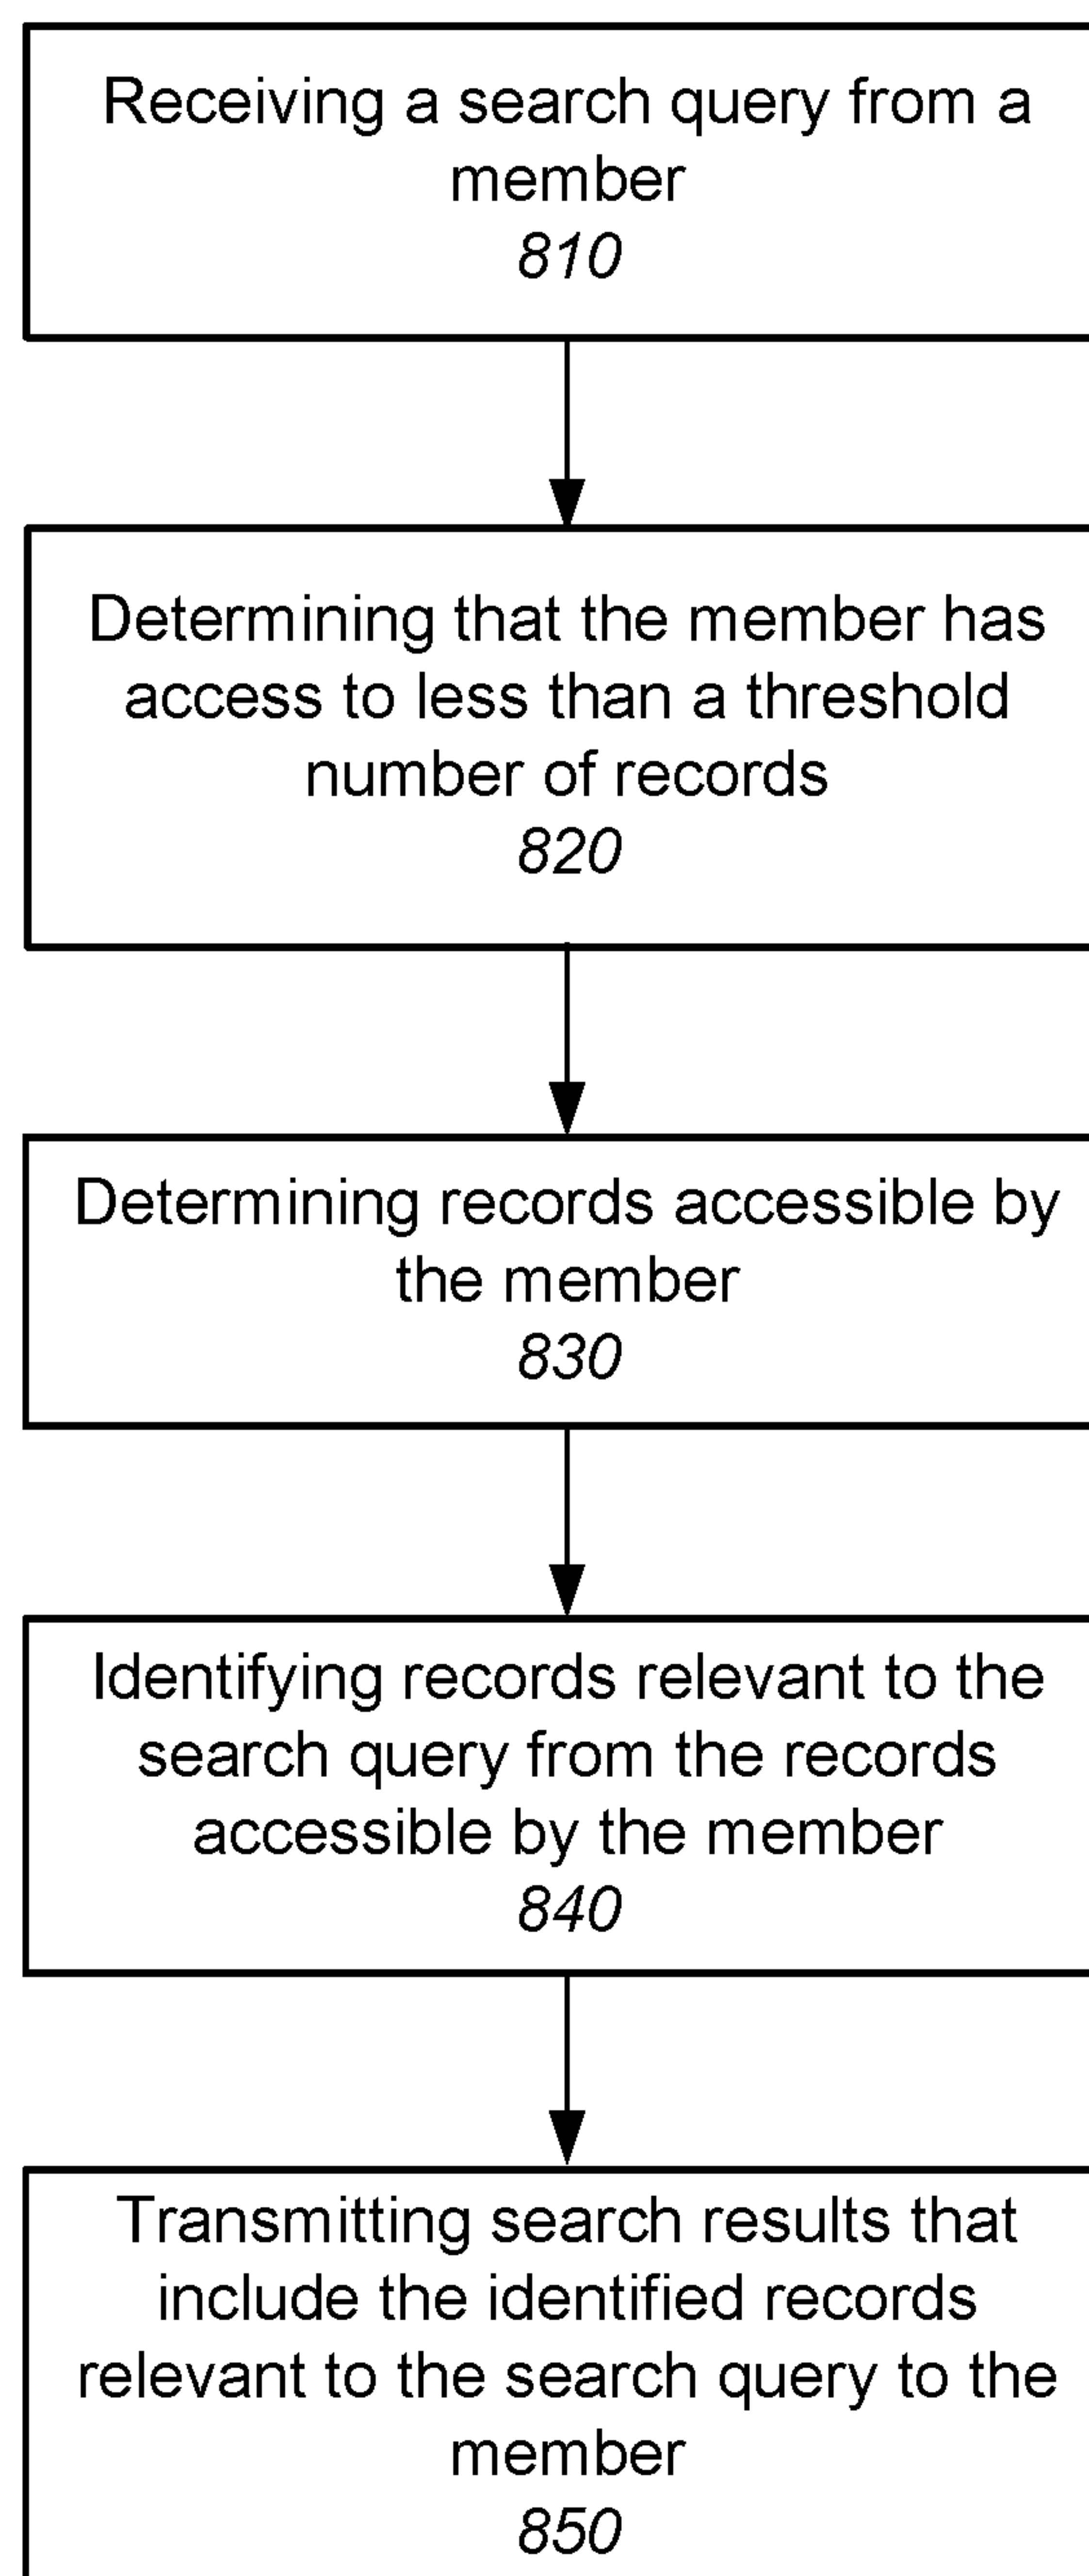 Receiving a search query from a
member
810
Determining that the member has
access to less than a threshold
number of records
820
Determining records accessible by
the member
830
Identifying records relevant to the
search query from the records
accessible by the member
840
Transmitting search results that
include the identified records
relevant to the search query to the
member
850